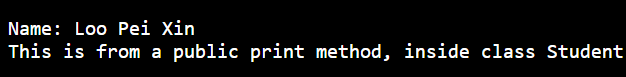 Name: Loo Pei Xin
This is from a public print method, inside class Student